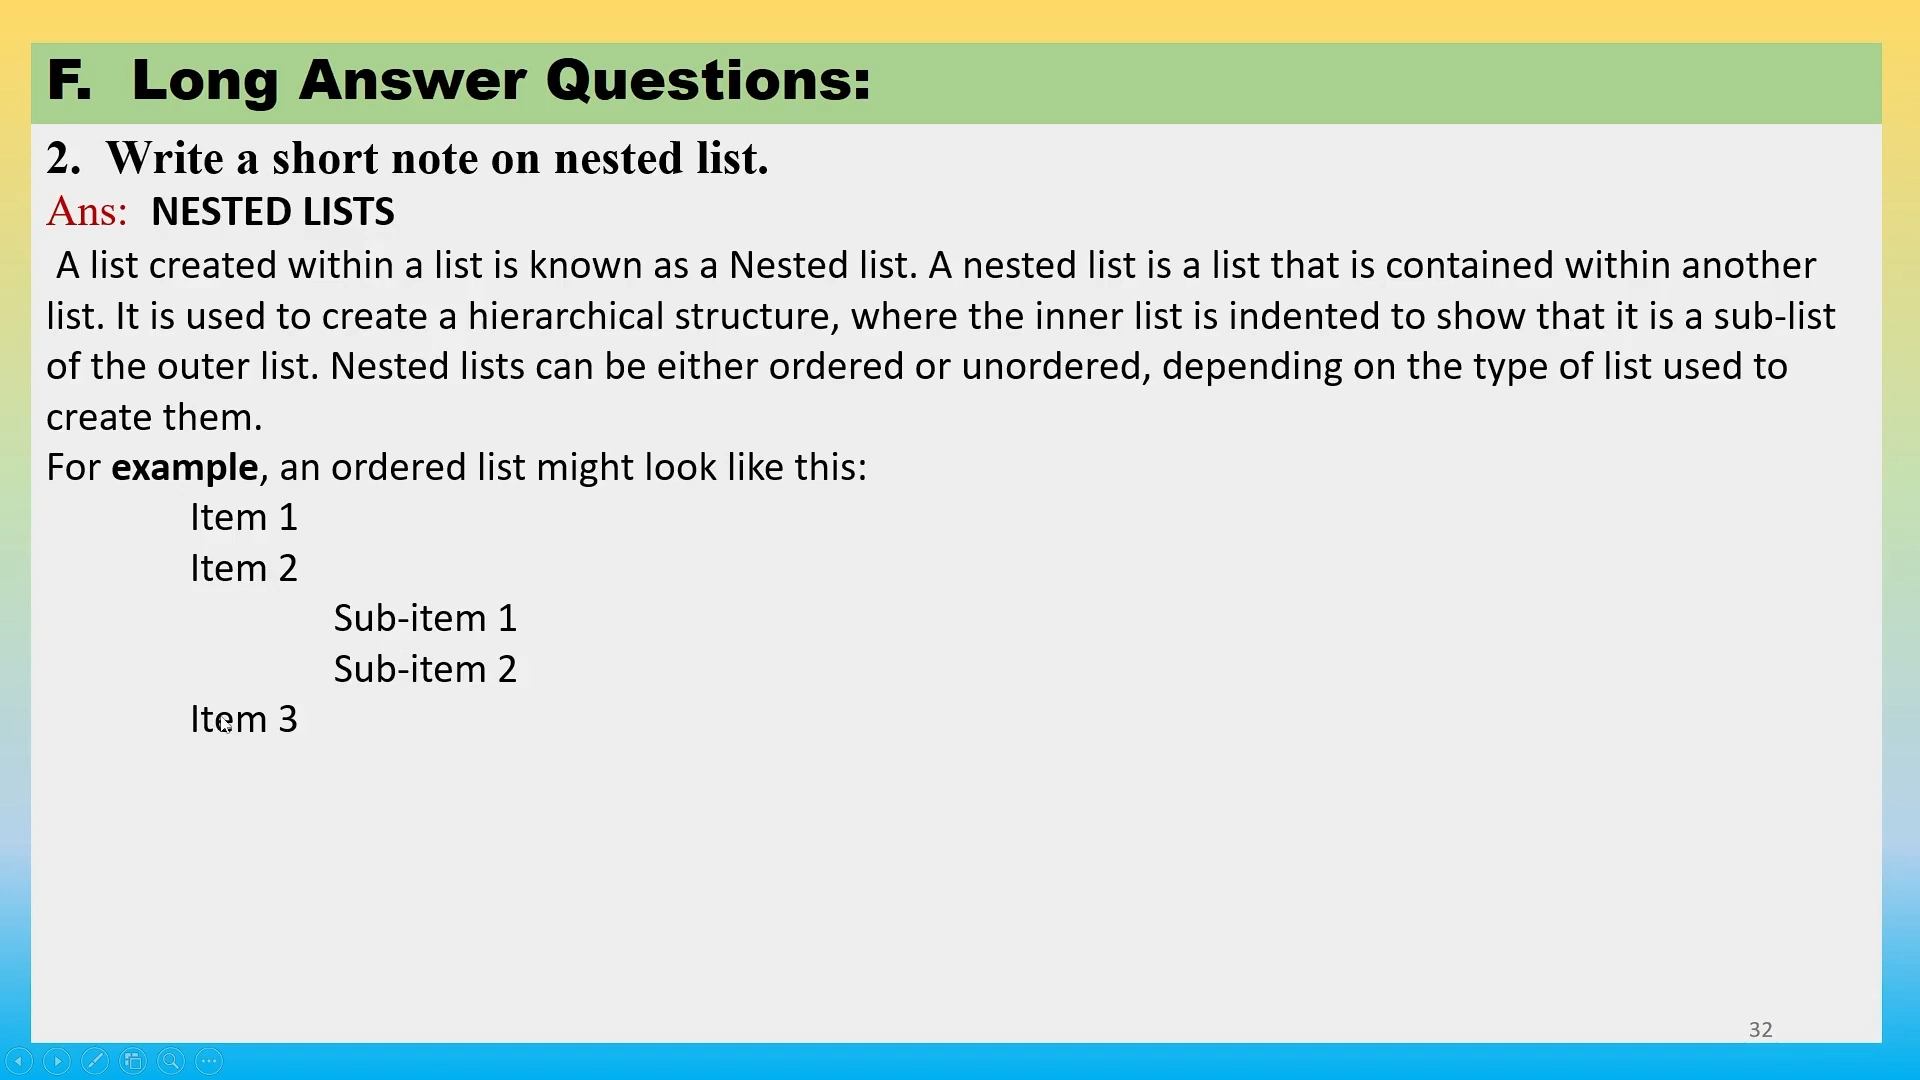 F. Long Answer Questions:
2. Write a short note on nested list.
Ans: NESTED LISTS
A list created within a list is known as a Nested list. A nested list is a list that is contained within another
list. It is used to create a hierarchical structure, where the inner list is indented to show that it is a sub-list
of the outer list. Nested lists can be either ordered or unordered, depending on the type of list used to
create them.
For example, an ordered list might look like this:
Item 1
Item 2
Sub-item 1
Sub-item 2
Item 3
32